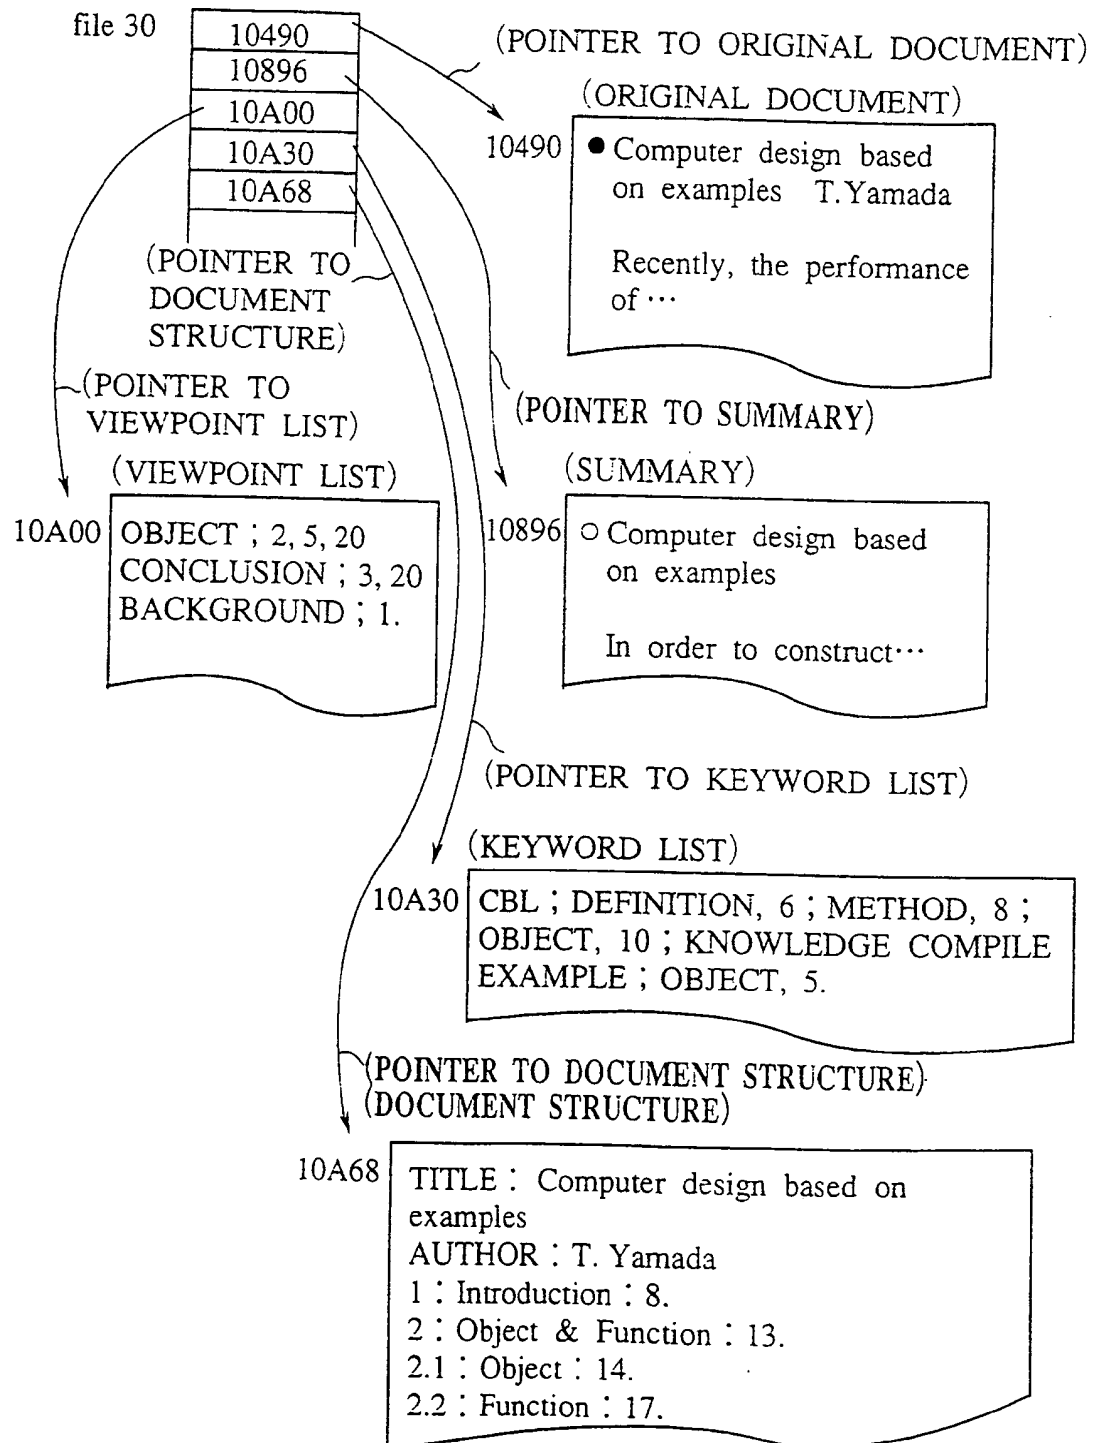 file 30
10490
10896
10A00
10A30
10A68
(POINTER TO ORIGINAL DOCUMENT)
(ORIGINAL DOCUMENT)
10490
● Computer design based
on examples T.Yamada
Recently, the performance
of ···
(POINTER TO
DOCUMENT
STRUCTURE)
(POINTER TO
VIEWPOINT LIST)
(POINTER TO SUMMARY)
(VIEWPOINT LIST)
10A00
OBJECT ; 2, 5, 20
CONCLUSION ; 3, 20
BACKGROUND ; 1.
(SUMMARY)
10896
○ Computer design based
on examples
In order to construct···
(POINTER TO KEYWORD LIST)
(KEYWORD LIST)
10A30
CBL ; DEFINITION, 6 ; METHOD, 8 ;
OBJECT, 10 ; KNOWLEDGE COMPILE
EXAMPLE ; OBJECT, 5.
(POINTER TO DOCUMENT STRUCTURE)
(DOCUMENT STRUCTURE)
10A68
TITLE : Computer design based on
examples
AUTHOR : T. Yamada
1 : Introduction : 8.
2 : Object & Function : 13.
2.1 : Object : 14.
2.2 : Function : 17.